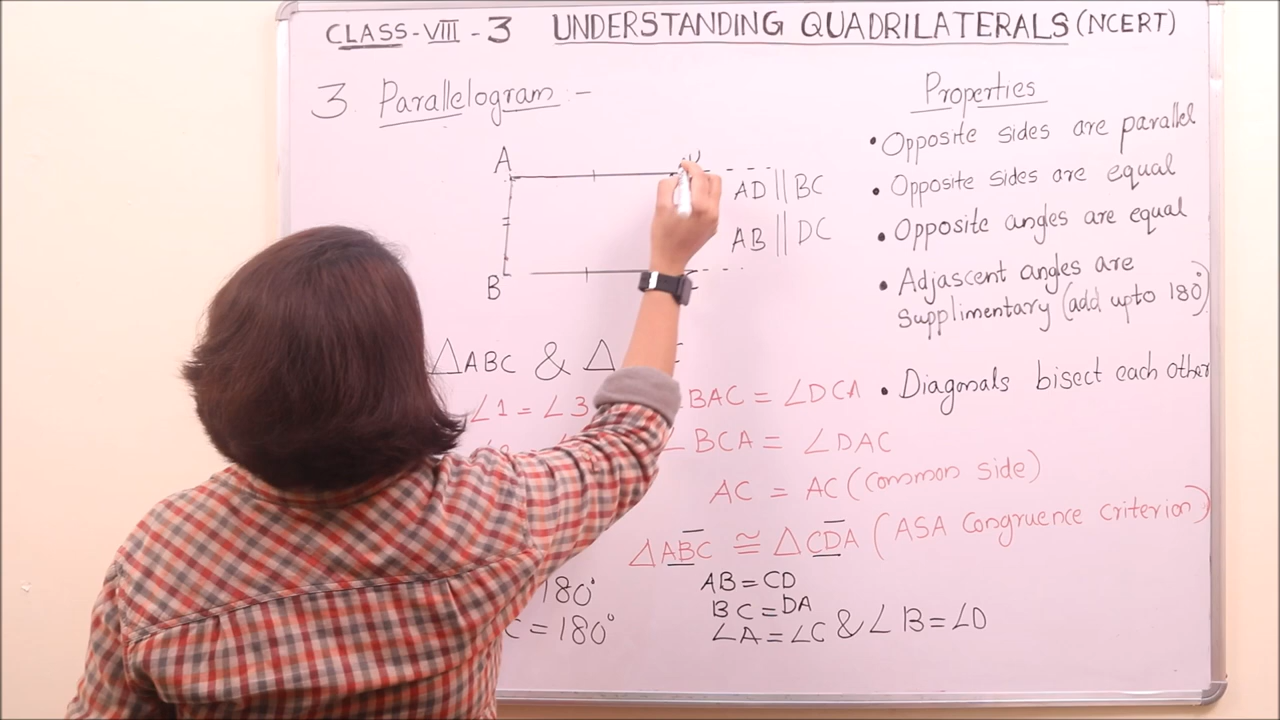 CLASS-VIII - 3 UNDERSTANDING QUADRILATERALS (NCERT)
3. Parallelogram :-
A
B
AD || BC
AB || DC
△ABC & △
∠1 = ∠3
BAC = ∠DCA
∠BCA = ∠DAC
AC = AC (Common side)
△ABC ≅ △CDA (ASA Congruence criterion)
180°
C = 180°
AB = CD
BC = DA
∠A = ∠C & ∠B = ∠D
Properties
• Opposite sides are parallel
• Opposite sides are equal
• Opposite angles are equal
• Adjascent angles are
Supplimentary (add upto 180°)
• Diagonals bisect each other